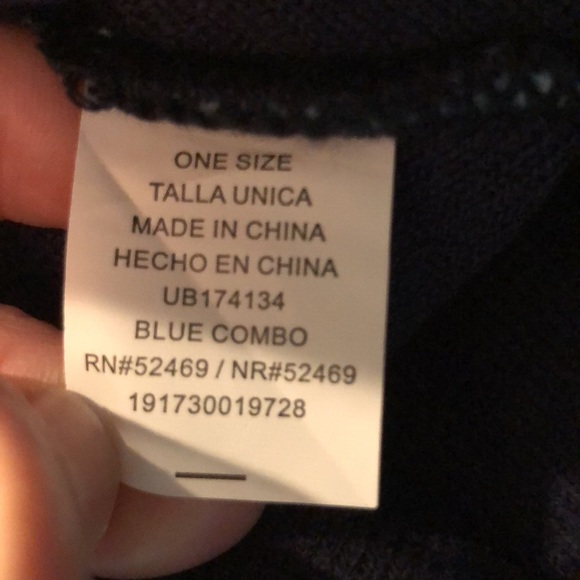 ONE SIZE
TALLA UNICA
MADE IN CHINA
HECHO EN CHINA
UB174134
BLUE COMBO
RN#52469 / NR#52469
191730019728